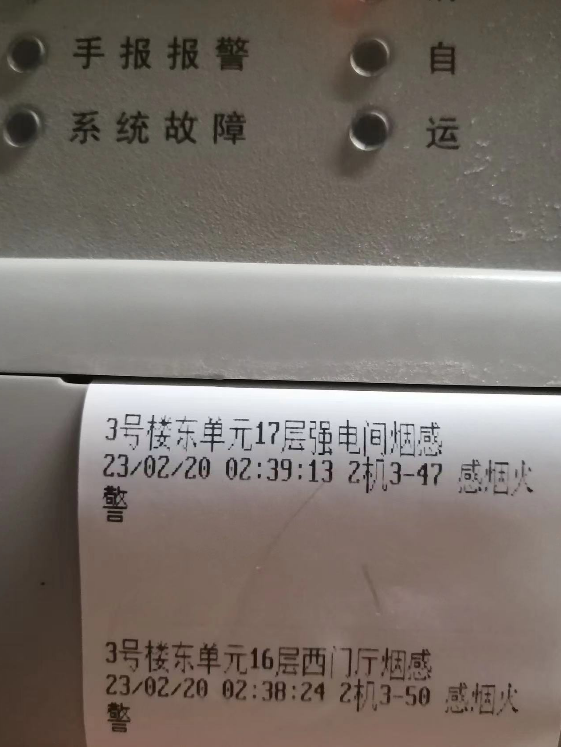 手报报警
自
系统故障
运
3号楼东单元17层强电间烟感
23/02/20 02:39:13 2机3-47 感烟火
警
3号楼东单元16层西门厅烟感
23/02/20 02:38:24 2机3-50 感烟火
警